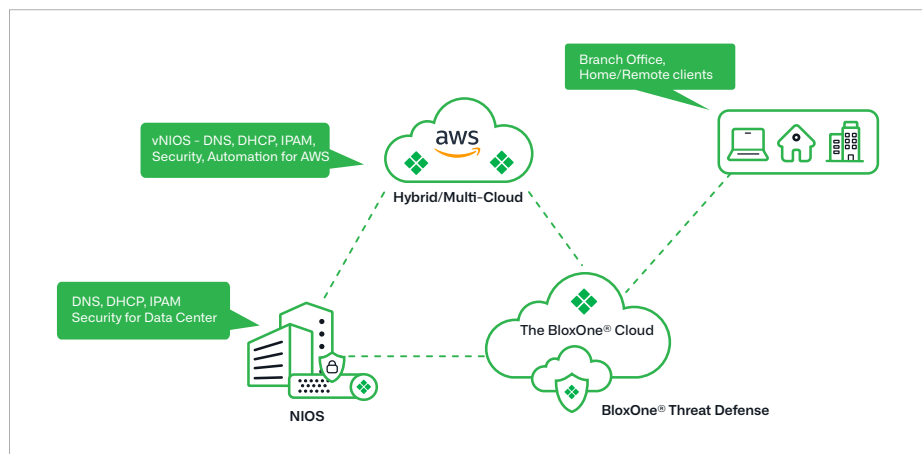 Branch Office,
Home/Remote clients
vNIOS - DNS, DHCP, IPAM,
Security, Automation for AWS
aws
Hybrid/Multi-Cloud
DNS, DHCP, IPAM
Security for Data Center
The BloxOne® Cloud
NIOS
BloxOne® Threat Defense